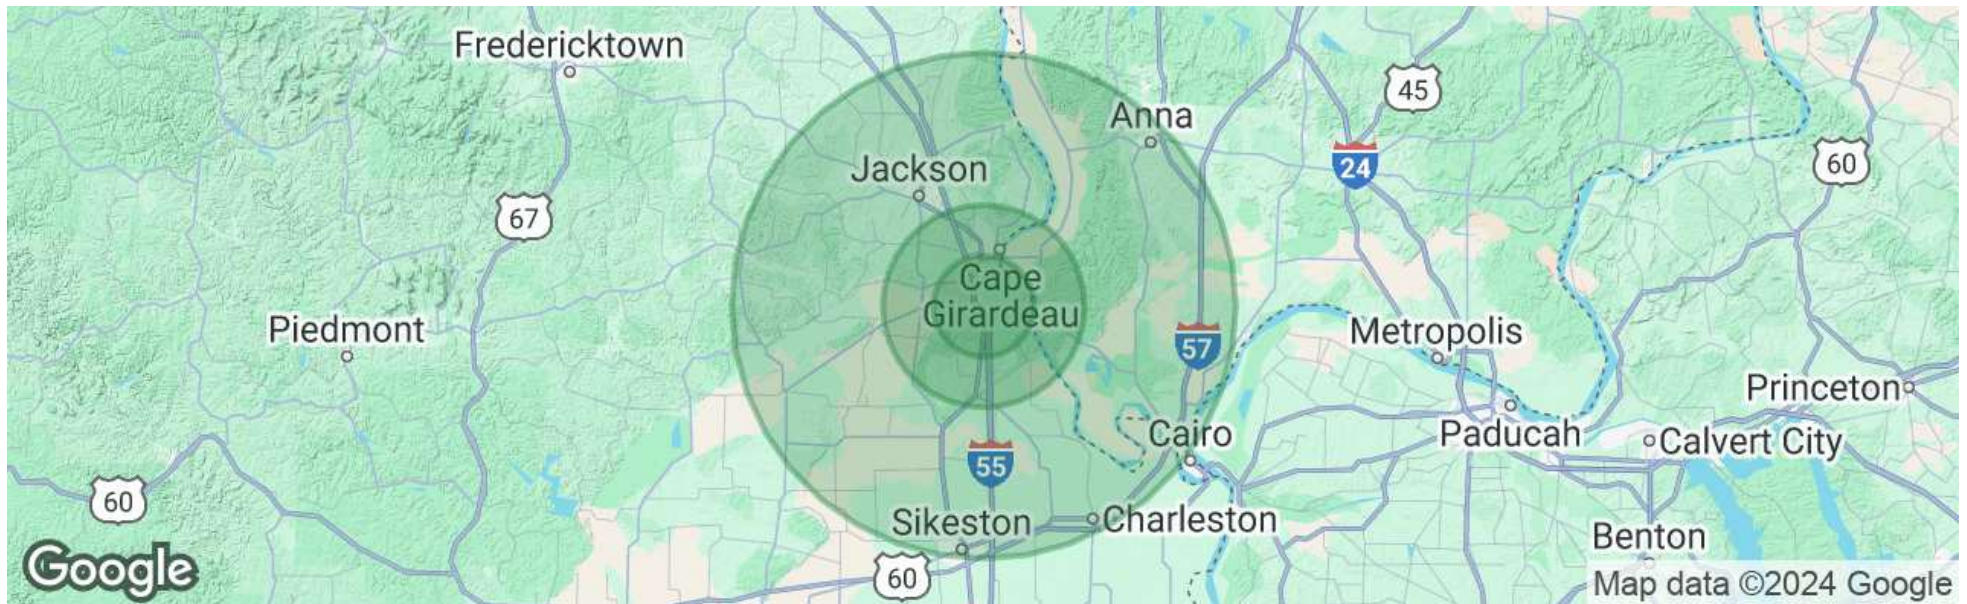 Fredericktown
45
Anna
24
60
Jackson
67
Cape
Girardeau
Piedmont
57
Metropolis
Princeton
Cairo
Paducah
Calvert City
55
60
Sikeston
Charleston
Benton
Google
60
Map data ©2024 Google